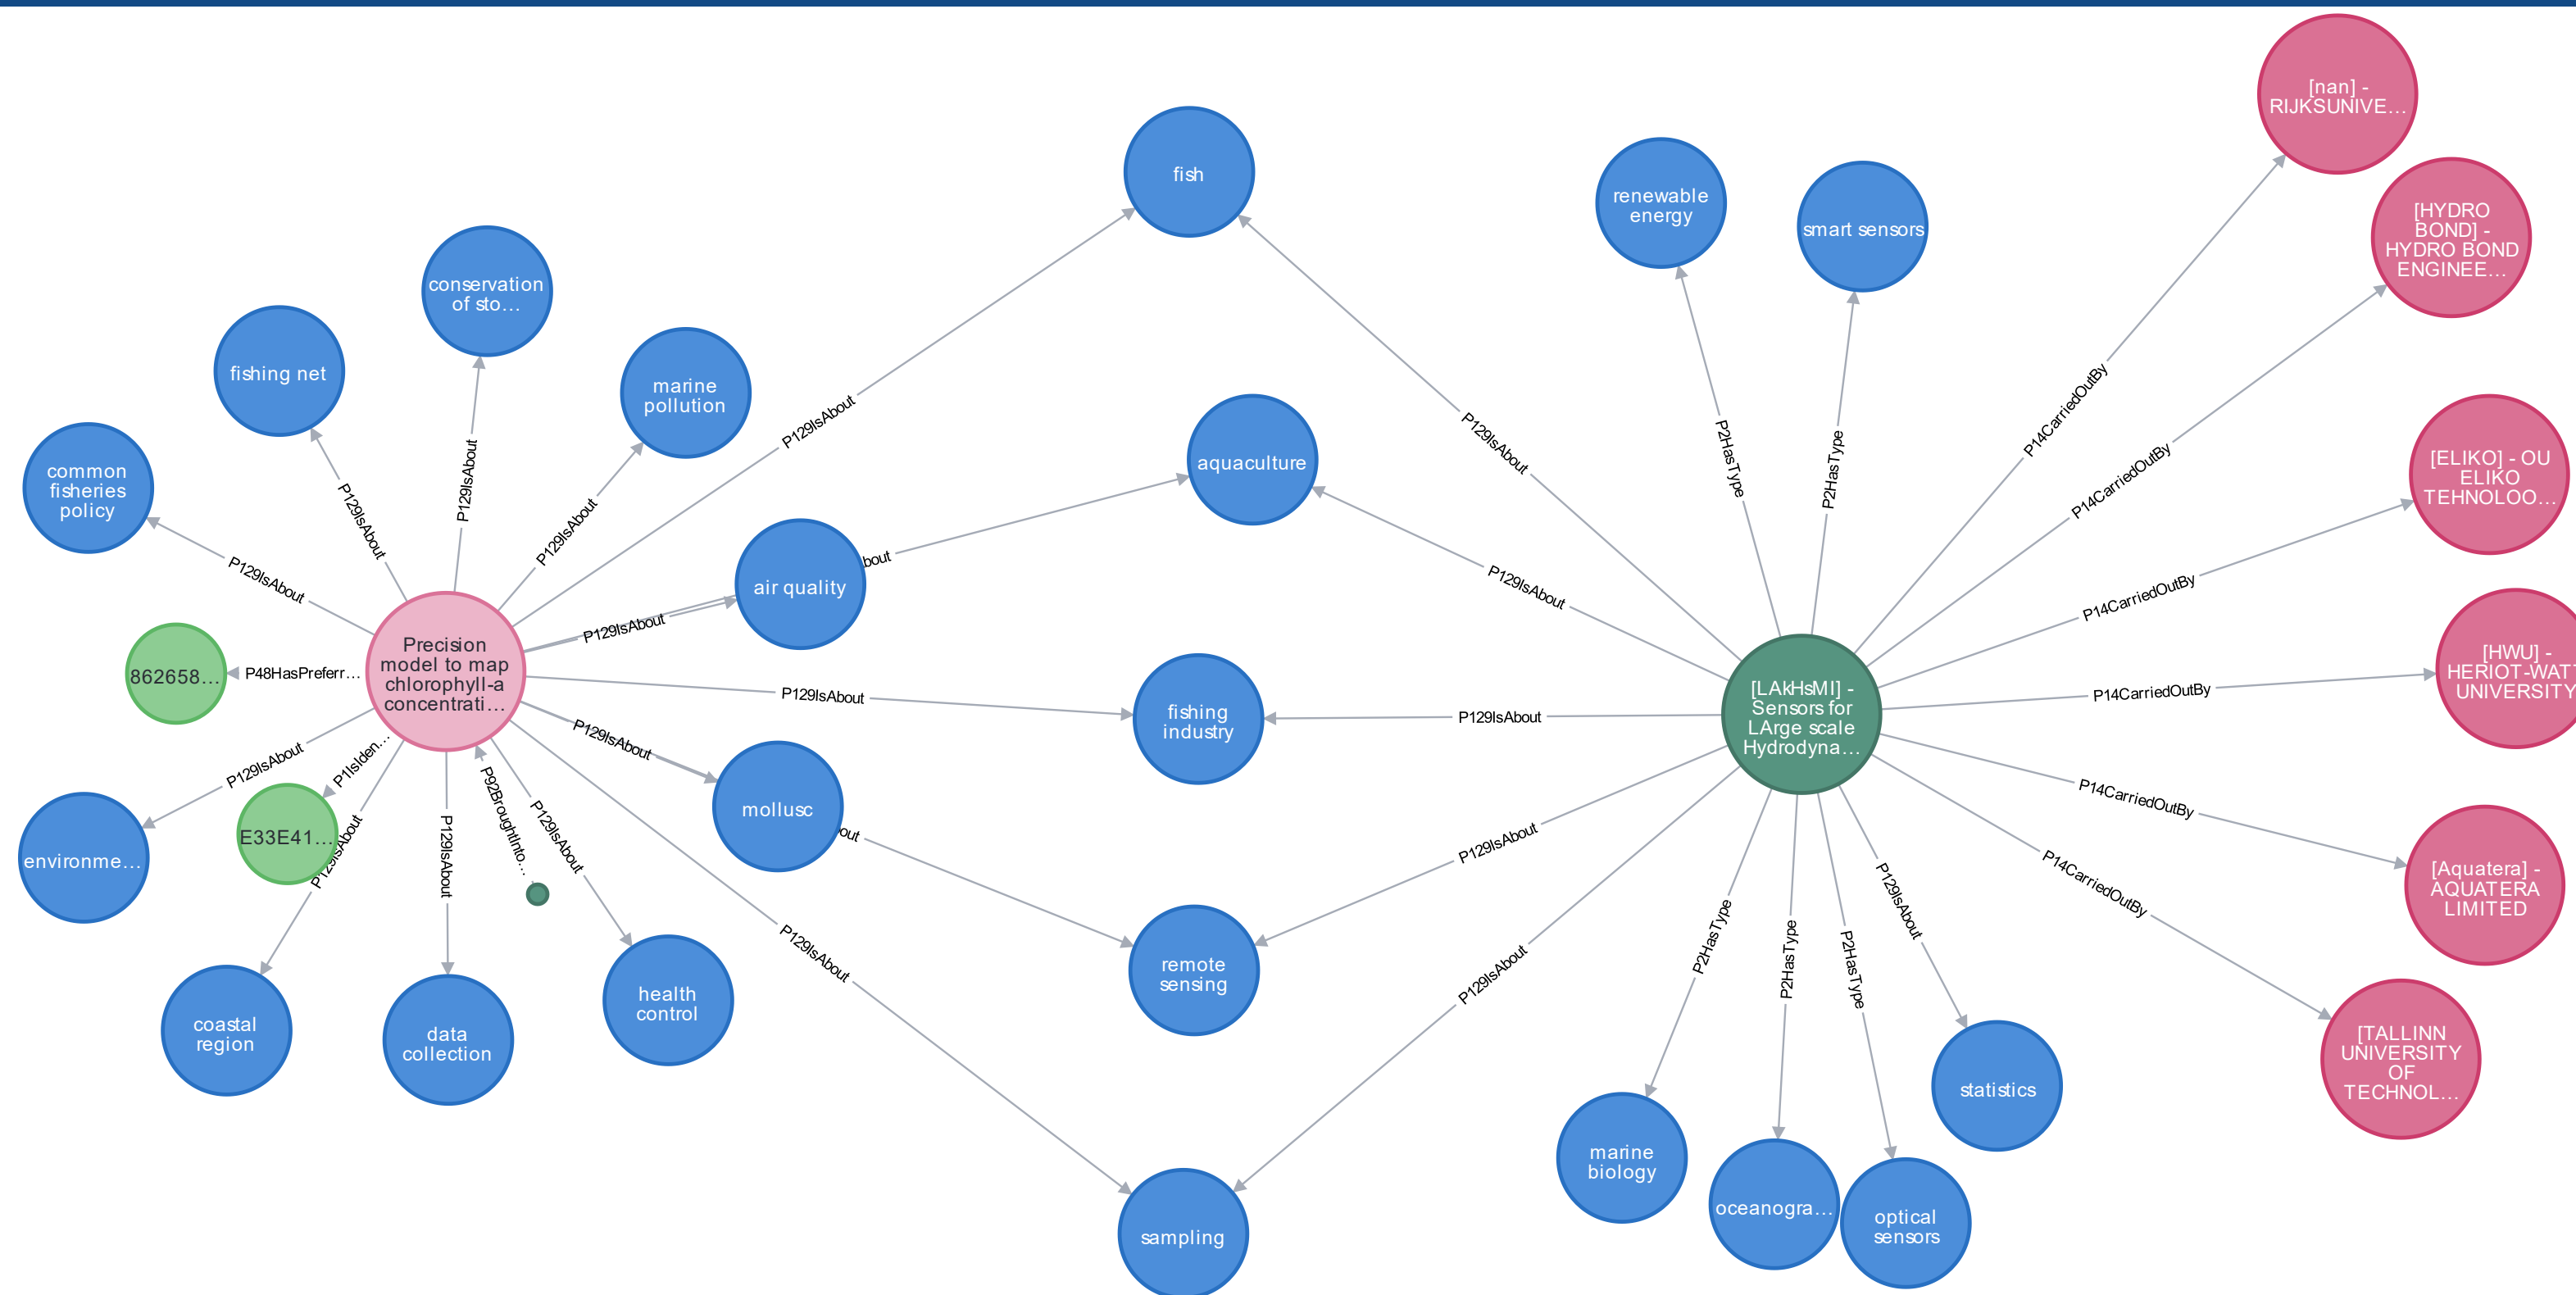 [nan] -
RIJKSUNIVE...
fish
renewable
energy
smart sensors
[HYDRO
BOND] -
HYDRO BOND
ENGINEE...
conservation
of sto...
fishing net
marine
pollution
P129IsAbout
P129IsAbout
P2HasType
P2HasType
P14CarriedOutBy
P14CarriedOutBy
common
fisheries
policy
P129IsAbout
P129IsAbout
P129IsAbout
aquaculture
[ELIKO] - OU
ELIKO
TEHNOLOO...
P129IsAbout
air quality
bout
P129IsAbout
P14CarriedOutBy
P129IsAbout
862658...
P48HasPreferr...
Precision
model to map
chlorophyll-a
concentrati...
P129IsAbout
fishing
industry
P129IsAbout
[LAkHsMI] -
Sensors for
LArge scale
Hydrodyna...
P14CarriedOutBy
[HWU] -
HERIOT-WAT
UNIVERSITY
P129IsAbout
P129IsAbout
P1IsIden...
E33E41...
P129IsAbout
P129IsAbout
P92BroughtInto...
P129IsAbout
mollusc
out
P129IsAbout
P14CarriedOutBy
environme...
P129IsAbout
remote
sensing
P129IsAbout
P129IsAbout
P14CarriedOutBy
[Aquatera] -
AQUATERA
LIMITED
coastal
region
data
collection
health
control
P2HasType
P2HasType
P2HasType
statistics
[TALLINN
UNIVERSITY
OF
TECHNOL...
sampling
marine
biology
oceanogra...
optical
sensors